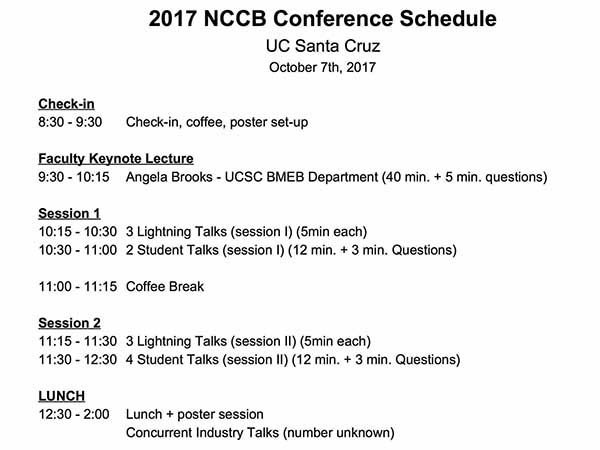 2017 NCCB Conference Schedule
UC Santa Cruz
October 7th, 2017
Check-in
8:30 - 9:30 Check-in, coffee, poster set-up
Faculty Keynote Lecture
9:30 - 10:15 Angela Brooks - UCSC BMEB Department (40 min. + 5 min. questions)
Session 1
10:15 - 10:30 3 Lightning Talks (session I) (5min each)
10:30 - 11:00 2 Student Talks (session I) (12 min. + 3 min. Questions)
11:00 - 11:15 Coffee Break
Session 2
11:15 - 11:30 3 Lightning Talks (session II) (5min each)
11:30 - 12:30 4 Student Talks (session II) (12 min. + 3 min. Questions)
LUNCH
12:30 - 2:00 Lunch + poster session
Concurrent Industry Talks (number unknown)